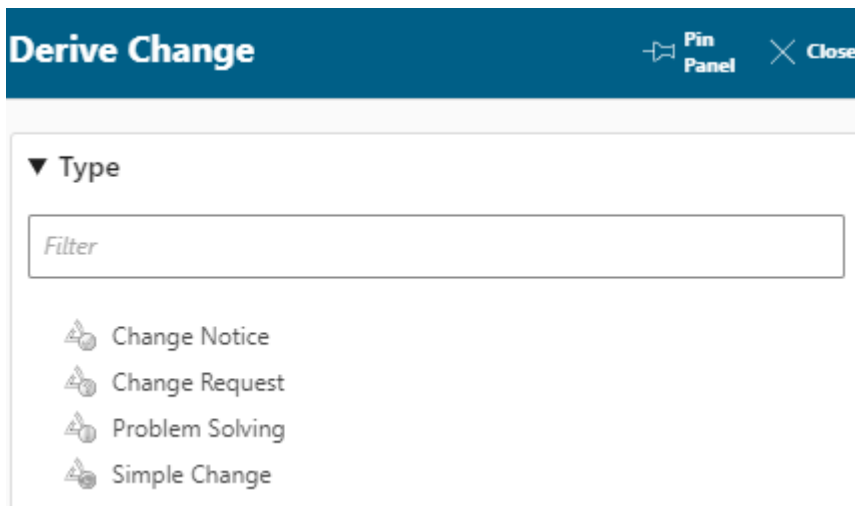 Derive Change
Pin
Panel
Close
Type
Filter
Change Notice
Change Request
Problem Solving
Simple Change